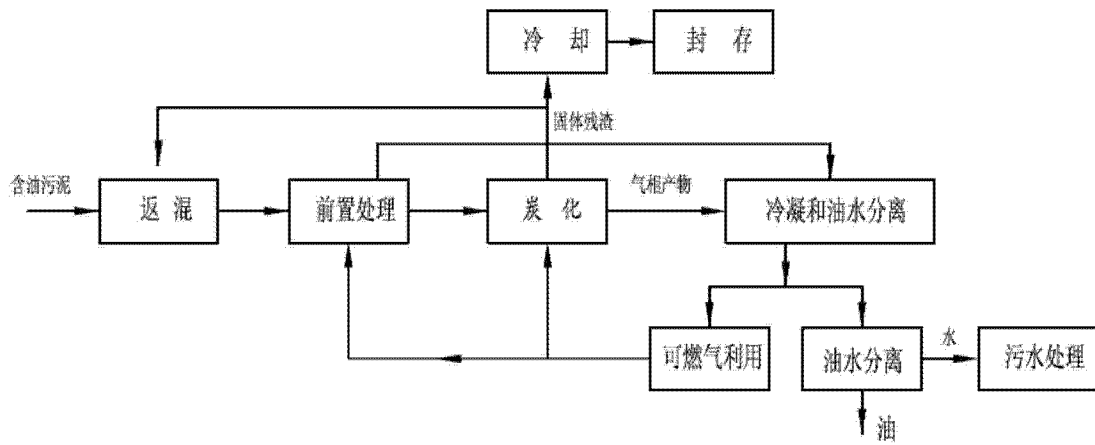 冷却
封存
固体残渣
含油污泥
返混
前置处理
炭化
气相产物
冷凝和油水分离
可燃气利用
油水分离
水
污水处理
油